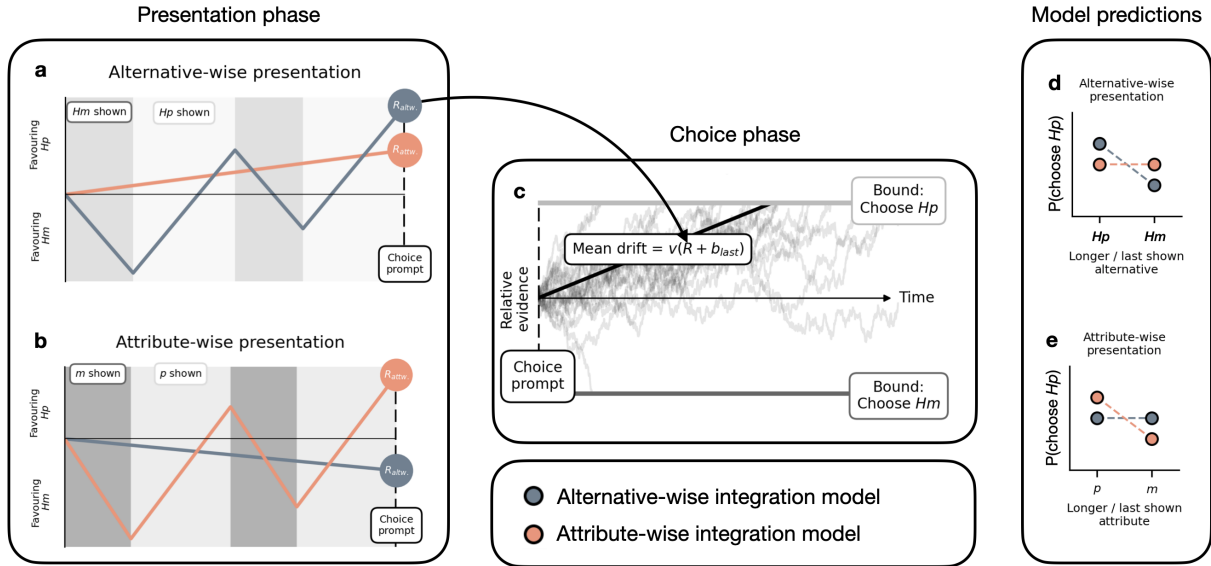 Presentation phase
a
Alternative-wise presentation
Hm shown
Hp shown
R_altw.
R_attw.
Favouring
Hp
Favouring
Hm
Choice
prompt
b
Attribute-wise presentation
m shown
p shown
R_attw
R_altw.
Favouring
Hp
Favouring
Hm
Choice
prompt
Choice phase
c
Bound:
Choose Hp
Mean drift = v(R + b_last)
Relative
evidence
Time
Choice
prompt
Bound:
Choose Hm
Alternative-wise integration model
Attribute-wise integration model
Model predictions
d
Alternative-wise
presentation
P(choose Hp)
Hp
Hm
Longer / last shown
alternative
e
Attribute-wise
presentation
P(choose Hp)
p
m
Longer / last shown
attribute